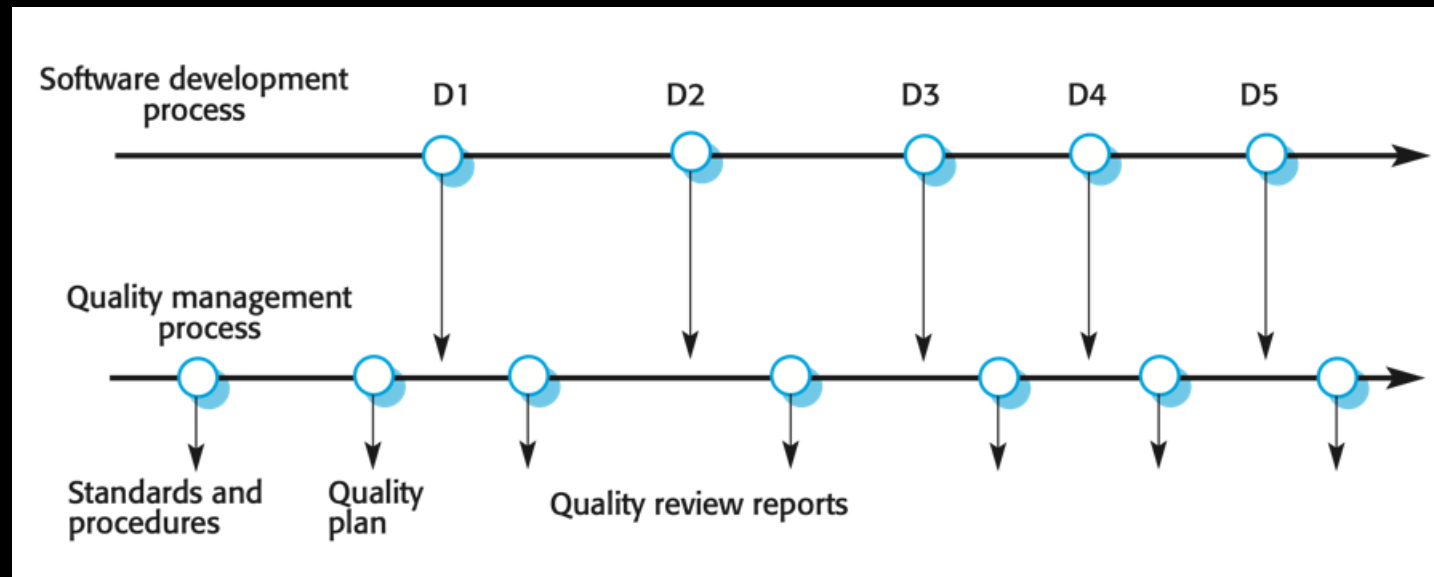 Software development
process
D1
D2
D3
D4
D5
Quality management
process
Standards and
procedures
Quality
plan
Quality review reports